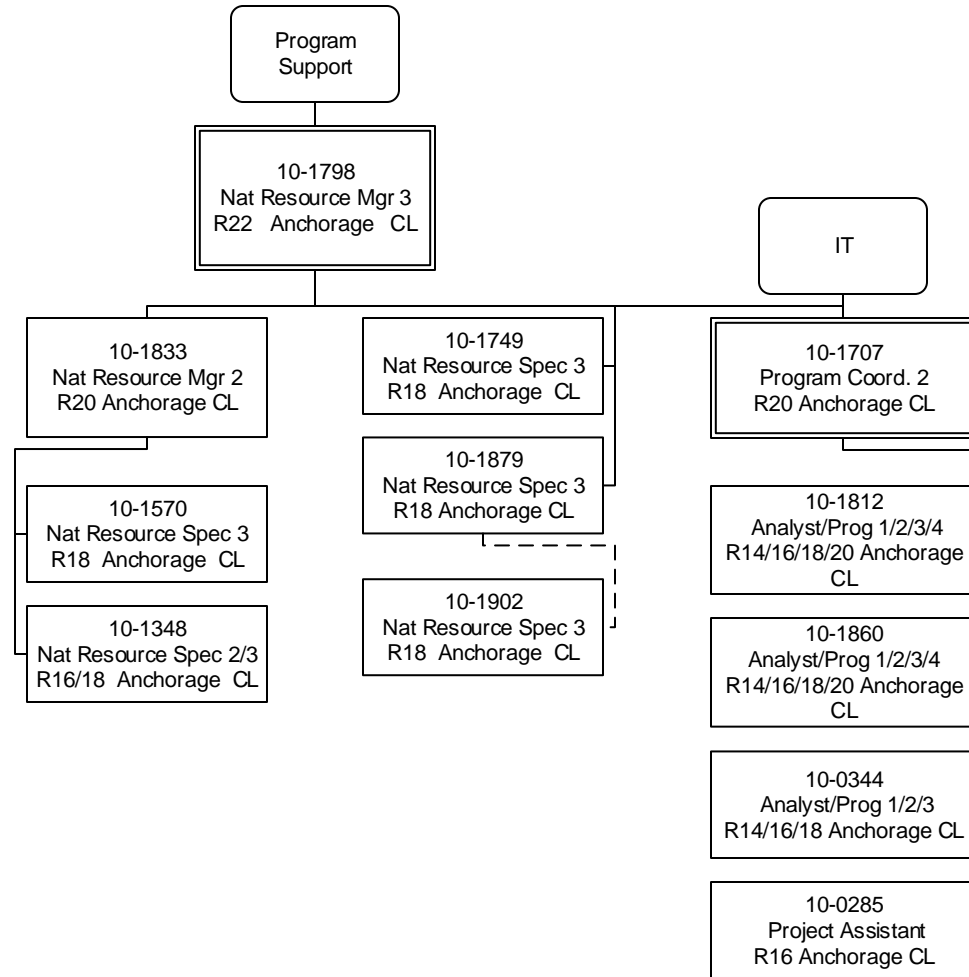 Program
Support
10-1798
Nat Resource Mgr 3
R22 Anchorage CL
IT
10-1833
Nat Resource Mgr 2
R20 Anchorage CL
10-1749
Nat Resource Spec 3
R18 Anchorage CL
10-1707
Program Coord. 2
R20 Anchorage CL
10-1879
Nat Resource Spec 3
R18 Anchorage CL
10-1570
Nat Resource Spec 3
R18 Anchorage CL
10-1812
Analyst/Prog 1/2/3/4
R14/16/18/20 Anchorage
CL
10-1902
Nat Resource Spec 3
R18 Anchorage CL
10-1348
Nat Resource Spec 2/3
R16/18 Anchorage CL
10-1860
Analyst/Prog 1/2/3/4
R14/16/18/20 Anchorage
CL
10-0344
Analyst/Prog 1/2/3
R14/16/18 Anchorage CL
10-0285
Project Assistant
R16 Anchorage CL